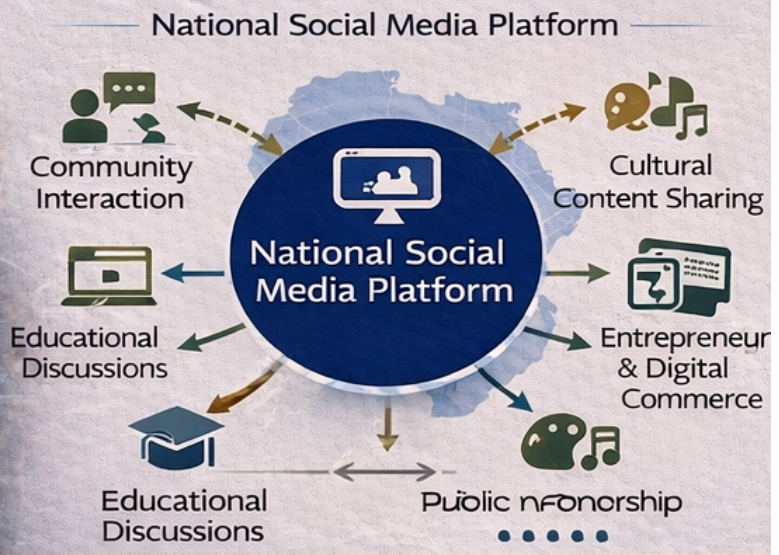 National Social Media Platform
Community
Interaction
Cultural
Content Sharing
National Social
Media Platform
Educational
Discussions
Entrepreneur
& Digital
Commerce
Educational
Discussions